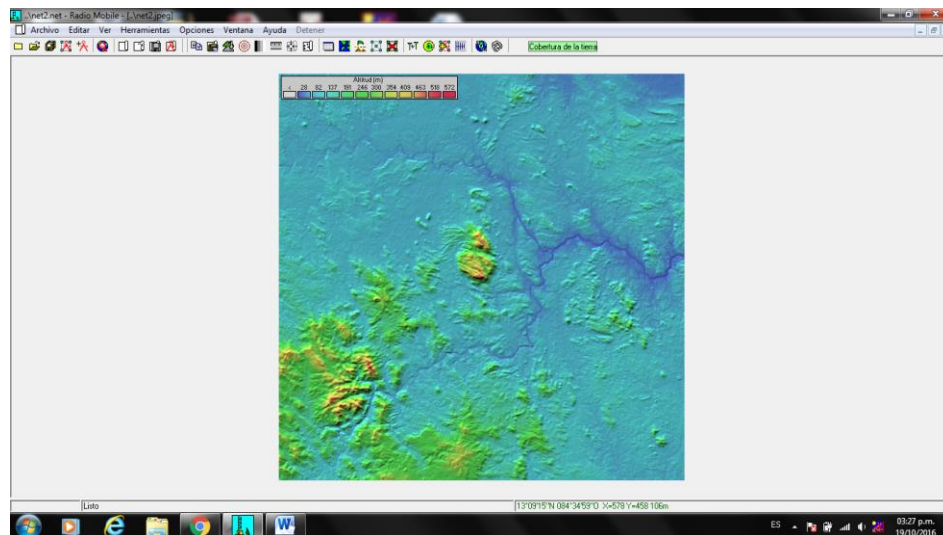 ..\net2.net - Radio Mobile - [..\net2.jpeg]
Archivo Editar Ver Herramientas Opciones Ventana Ayuda Detener
Cobertura de la tierra
Altitud (m)
< 28 82 137 191 246 300 354 409 463 518 572
Listo
13°09'15"N 084°34'59"O X=578 Y=458 106m
ES
03:27 p.m.
19/10/2016